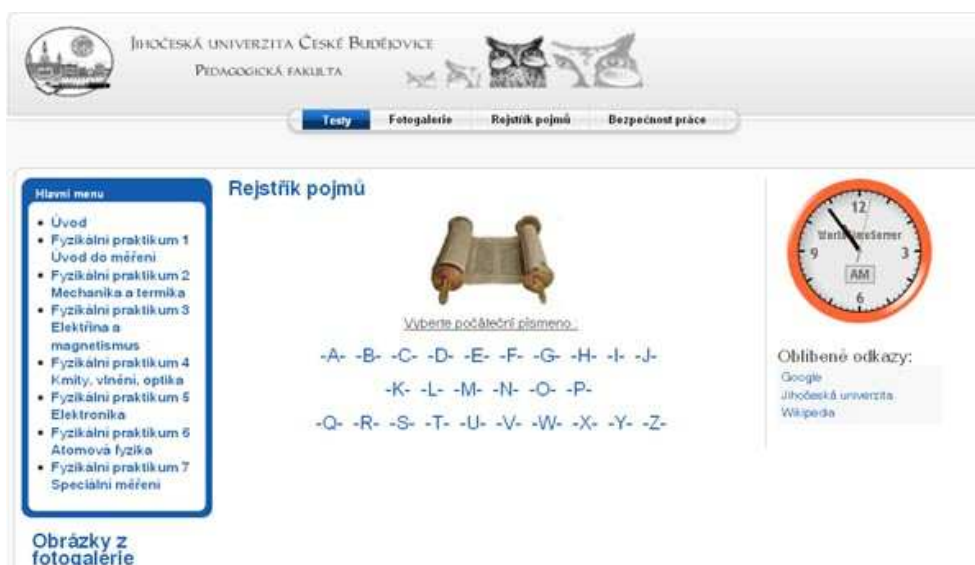 JIHOČESKÁ UNIVERZITA ČESKÉ BUDĚJOVICE
PEDAGOGICKÁ FAKULTA
Testy Fotogalerie Rejstřík pojmů Bezpečnost práce
Hlavní menu
Úvod
Fyzikální praktikum 1
Úvod do měření
Fyzikální praktikum 2
Mechanika a termika
Fyzikální praktikum 3
Elektřina a
magnetismus
Fyzikální praktikum 4
Kmity, vlnění, optika
Fyzikální praktikum 5
Elektronika
Fyzikální praktikum 6
Atomová fyzika
Fyzikální praktikum 7
Speciální měření
Obrázky z
fotogalérie
Rejstřík pojmů
Vyberte počáteční písmeno :
-A- -B- -C- -D- -E- -F- -G- -H- -I- -J-
-K- -L- -M- -N- -O- -P-
-Q- -R- -S- -T- -U- -V- -W- -X- -Y- -Z-
12
9 3
AM
6
Oblíbené odkazy:
Google
Jihočeská univerzita
Wikipedia